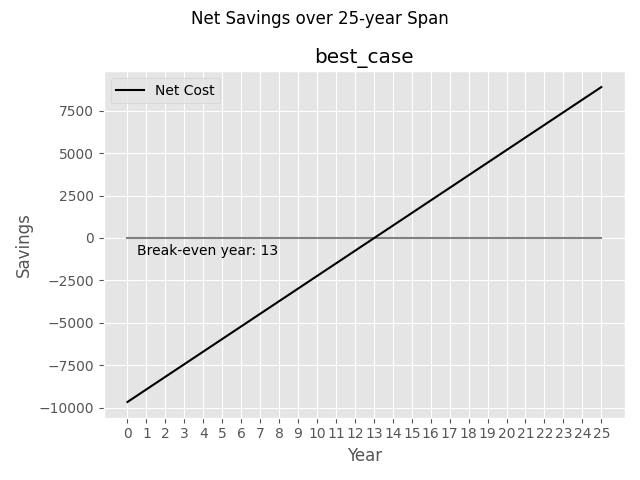 Net Savings over 25-year Span
best_case
Net Cost
7500
5000
2500
0
Break-even year: 13
−2500
−5000
−7500
−10000
Savings
0 1 2 3 4 5 6 7 8 9 10 11 12 13 14 15 16 17 18 19 20 21 22 23 24 25
Year